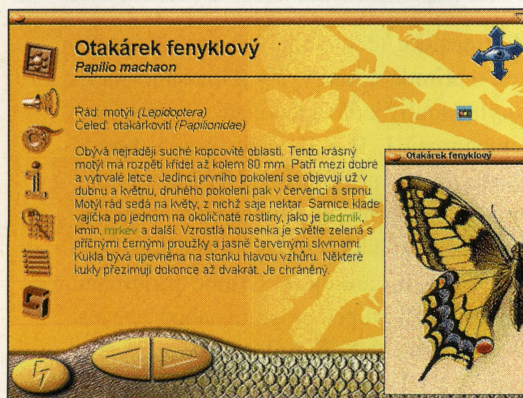 Otakárek fenyklový
Papilio machaon
Řád: motýli (Lepidoptera)
Čeleď: otakárkovití (Papilionidae)
Obývá nejraději suché kopcovité oblasti. Tento krásný
motýl má rozpětí křídel až kolem 80 mm. Patří mezi dobré
a vytrvalé letce. Jedinci prvního pokolení se objevují už v
dubnu a květnu, druhého pokolení pak v červenci a srpnu.
Motýl rád sedá na květy, z nichž saje nektar. Samice klade
vajíčka po jednom na okoličnaté rostliny, jako je bedrník,
kmín, mrkev a další. Vzrostlá housenka je světle zelená s
příčnými černými proužky a jasně červenými skvrnami.
Kukla bývá upevněna na stonku hlavou vzhůru. Některé
kukly přezimují dokonce až dvakrát. Je chráněný.
Otakárek fenyklový